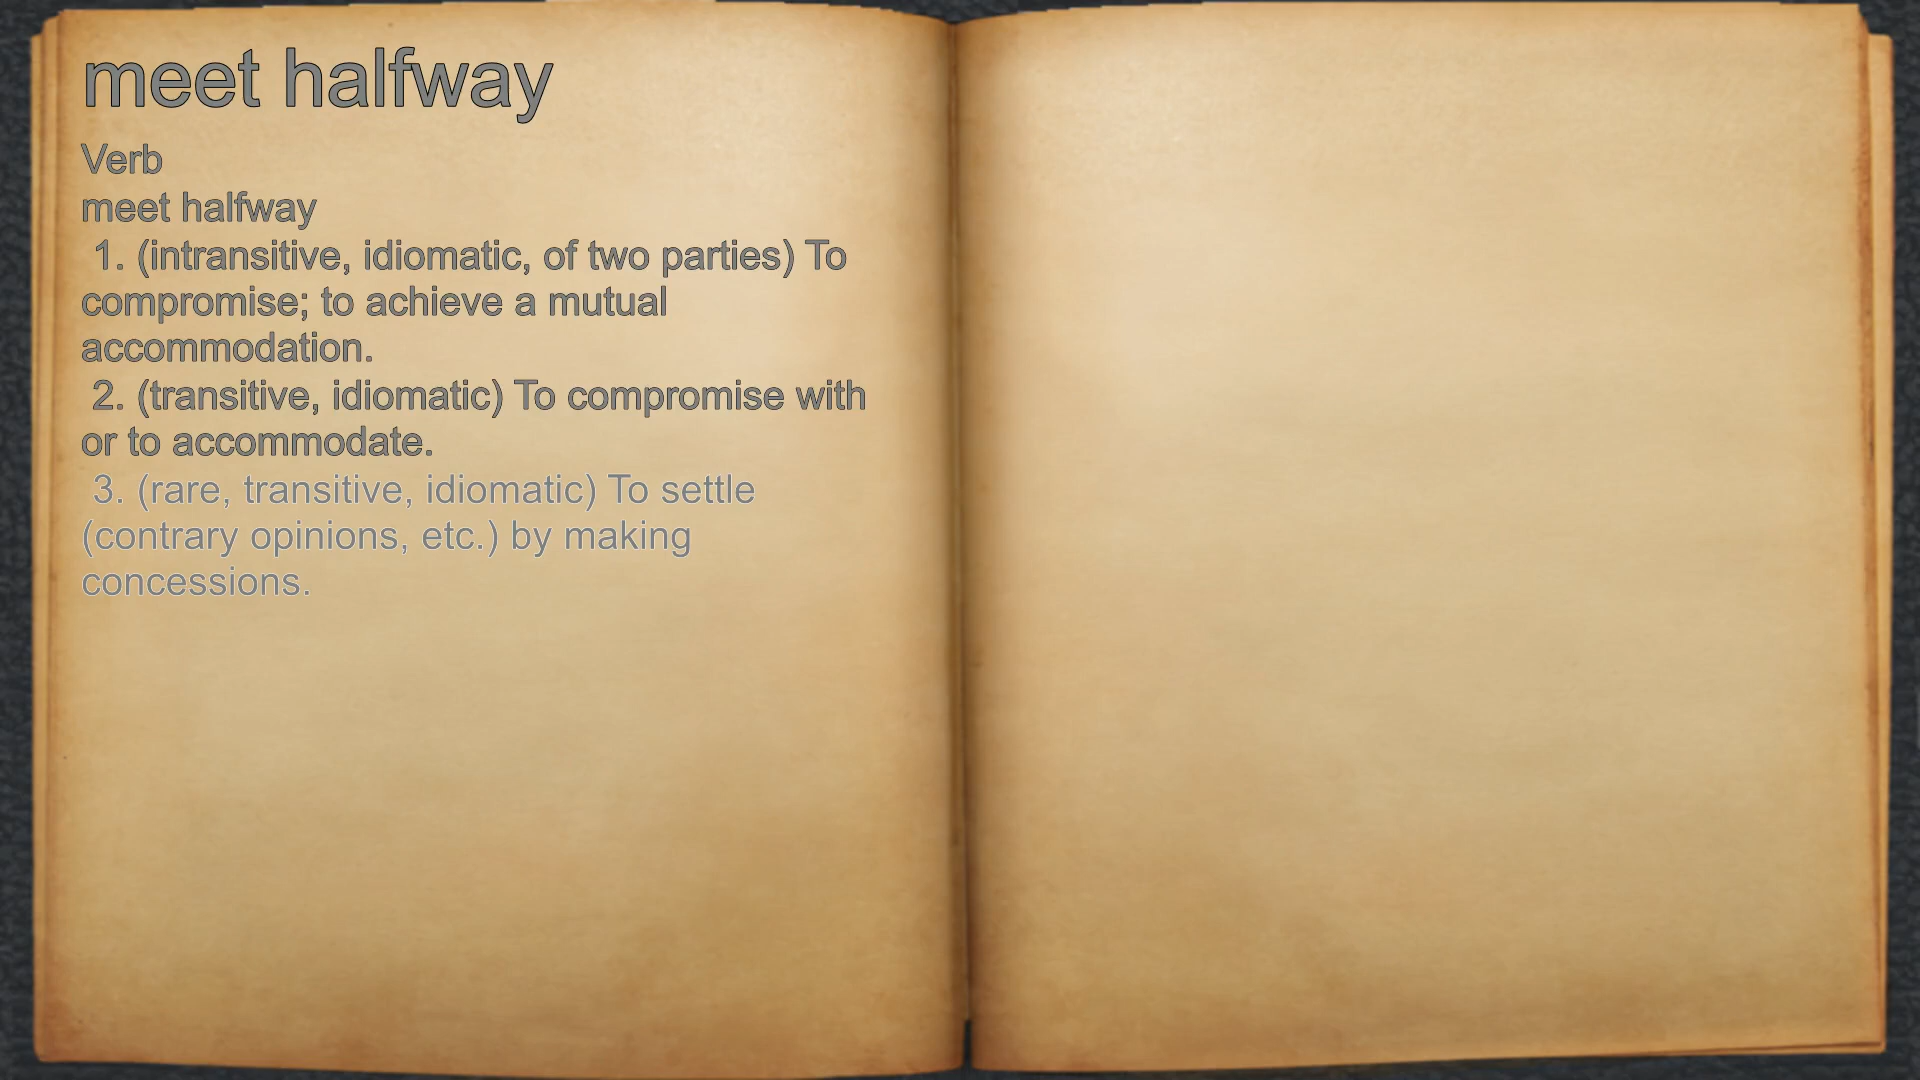 meet halfway
Verb
meet halfway
1. (intransitive, idiomatic, of two parties) To
compromise; to achieve a mutual
accommodation.
2. (transitive, idiomatic) To compromise with
or to accommodate.
3. (rare, transitive, idiomatic) To settle
(contrary opinions, etc.) by making
concessions.